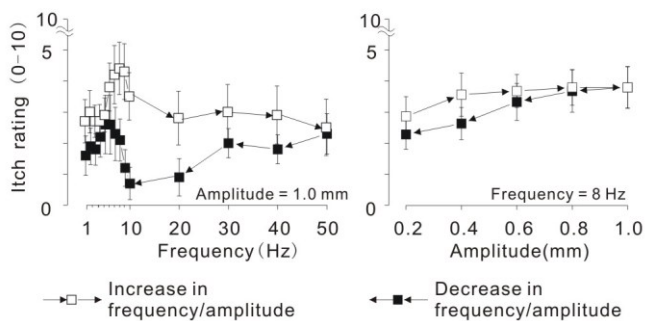 Itch rating (0–10)
10
5
0
1 10 20 30 40 50
Amplitude = 1.0 mm
Frequency (Hz)
10
5
0
0.2 0.4 0.6 0.8 1.0
Frequency = 8 Hz
Amplitude(mm)
Increase in
frequency/amplitude
Decrease in
frequency/amplitude